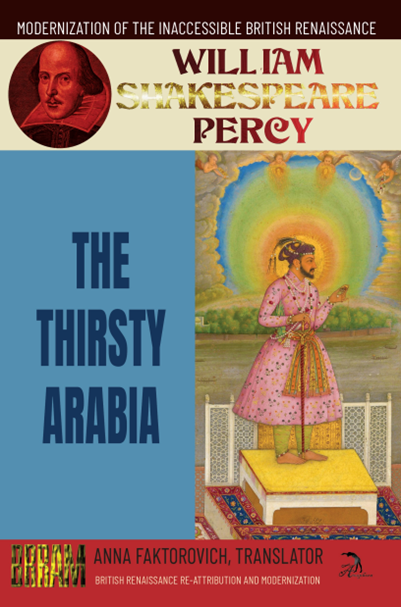 MODERNIZATION OF THE INACCESSIBLE BRITISH RENAISSANCE
WILLIAM
SHAKESPEARE
PERCY
THE
THIRSTY
ARABIA
BRRAM
ANNA FAKTOROVICH, TRANSLATOR
BRITISH RENAISSANCE RE-ATTRIBUTION AND MODERNIZATION